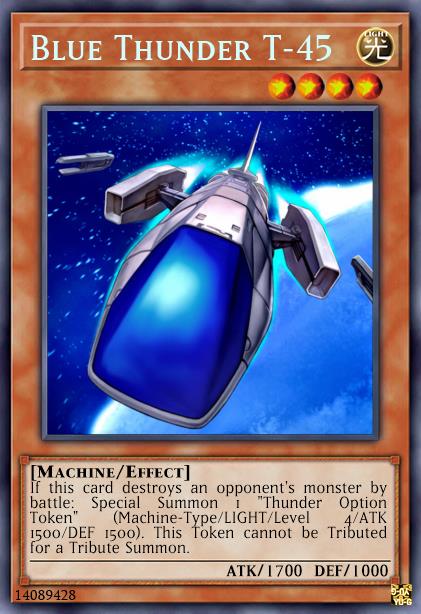 BLUE THUNDER T-45
LIGHT
光
[MACHINE/EFFECT]
If this card destroys an opponent's monster by
battle: Special Summon 1 "Thunder Option
Token" (Machine-Type/LIGHT/Level 4/ATK
1500/DEF 1500). This Token cannot be Tributed
for a Tribute Summon.
ATK/1700 DEF/1000
14089428